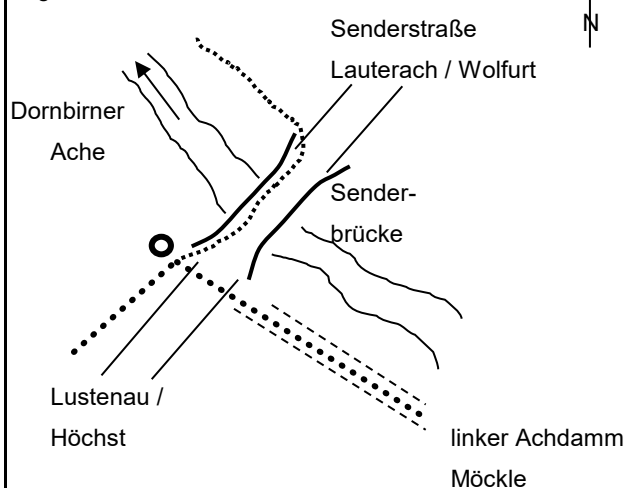 Senderstraße
Lauterach / Wolfurt
N
Dornbirner
Ache
Sender-
brücke
Lustenau /
Höchst
linker Achdamm
Möckle